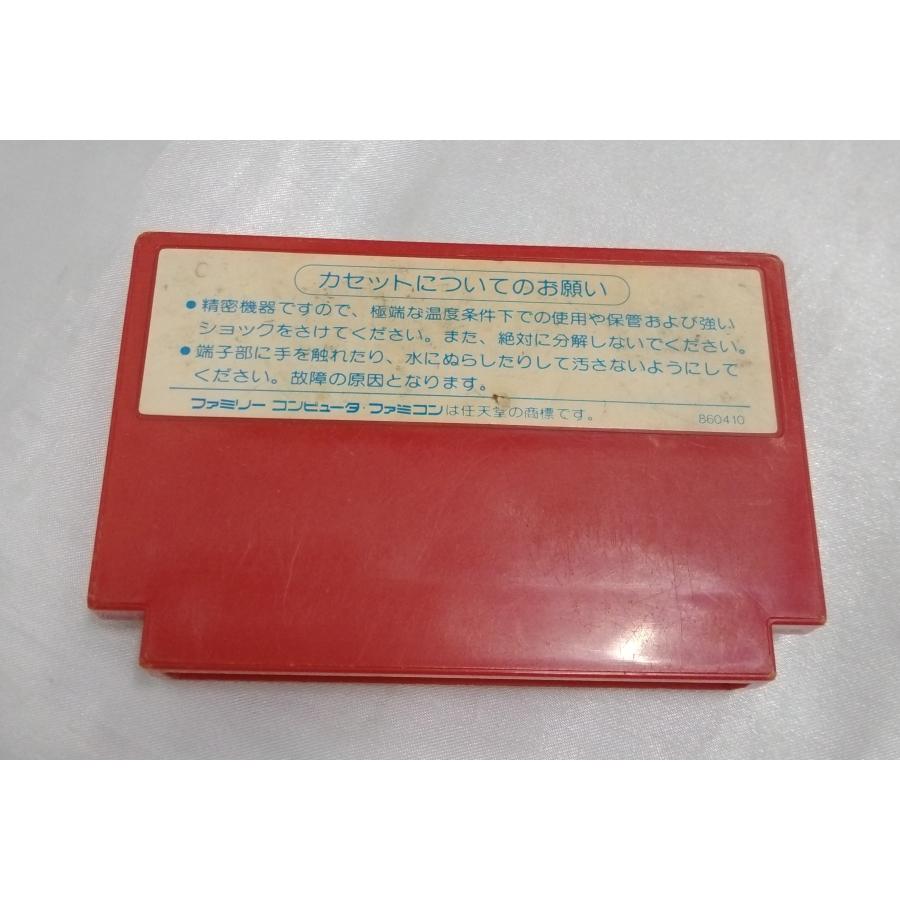 C
カセットについてのお願い
●精密機器ですので、極端な温度条件下での使用や保管および強い
ショックをさけてください。また、絶対に分解しないでください。
●端子部に手を触れたり、水にぬらしたりして汚さないようにして
ください。故障の原因となります。
ファミリー コンピュータ・ファミコンは任天堂の商標です。
860410